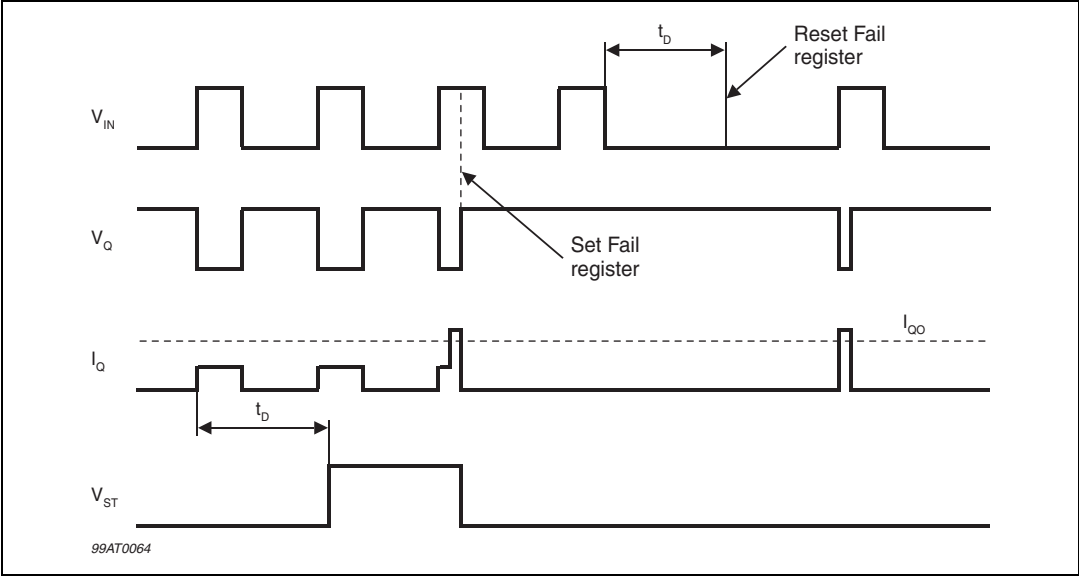 t_D
Reset Fail
register
V_IN
V_Q
Set Fail
register
I_QO
I_Q
t_D
V_ST
99AT0064